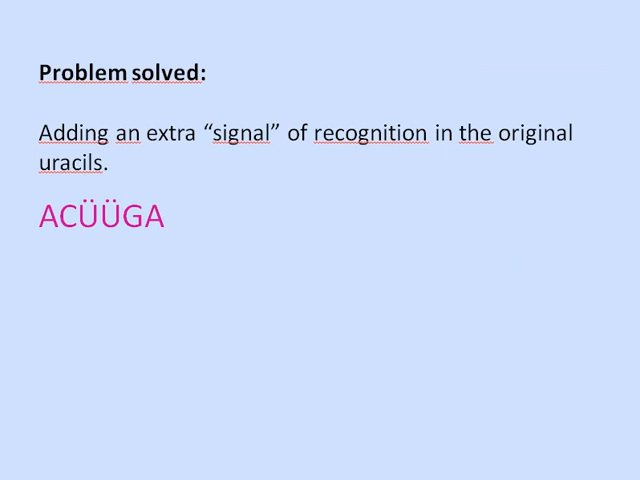 Problem solved:
Adding an extra “signal” of recognition in the original
uracils.
ACÜÜGA